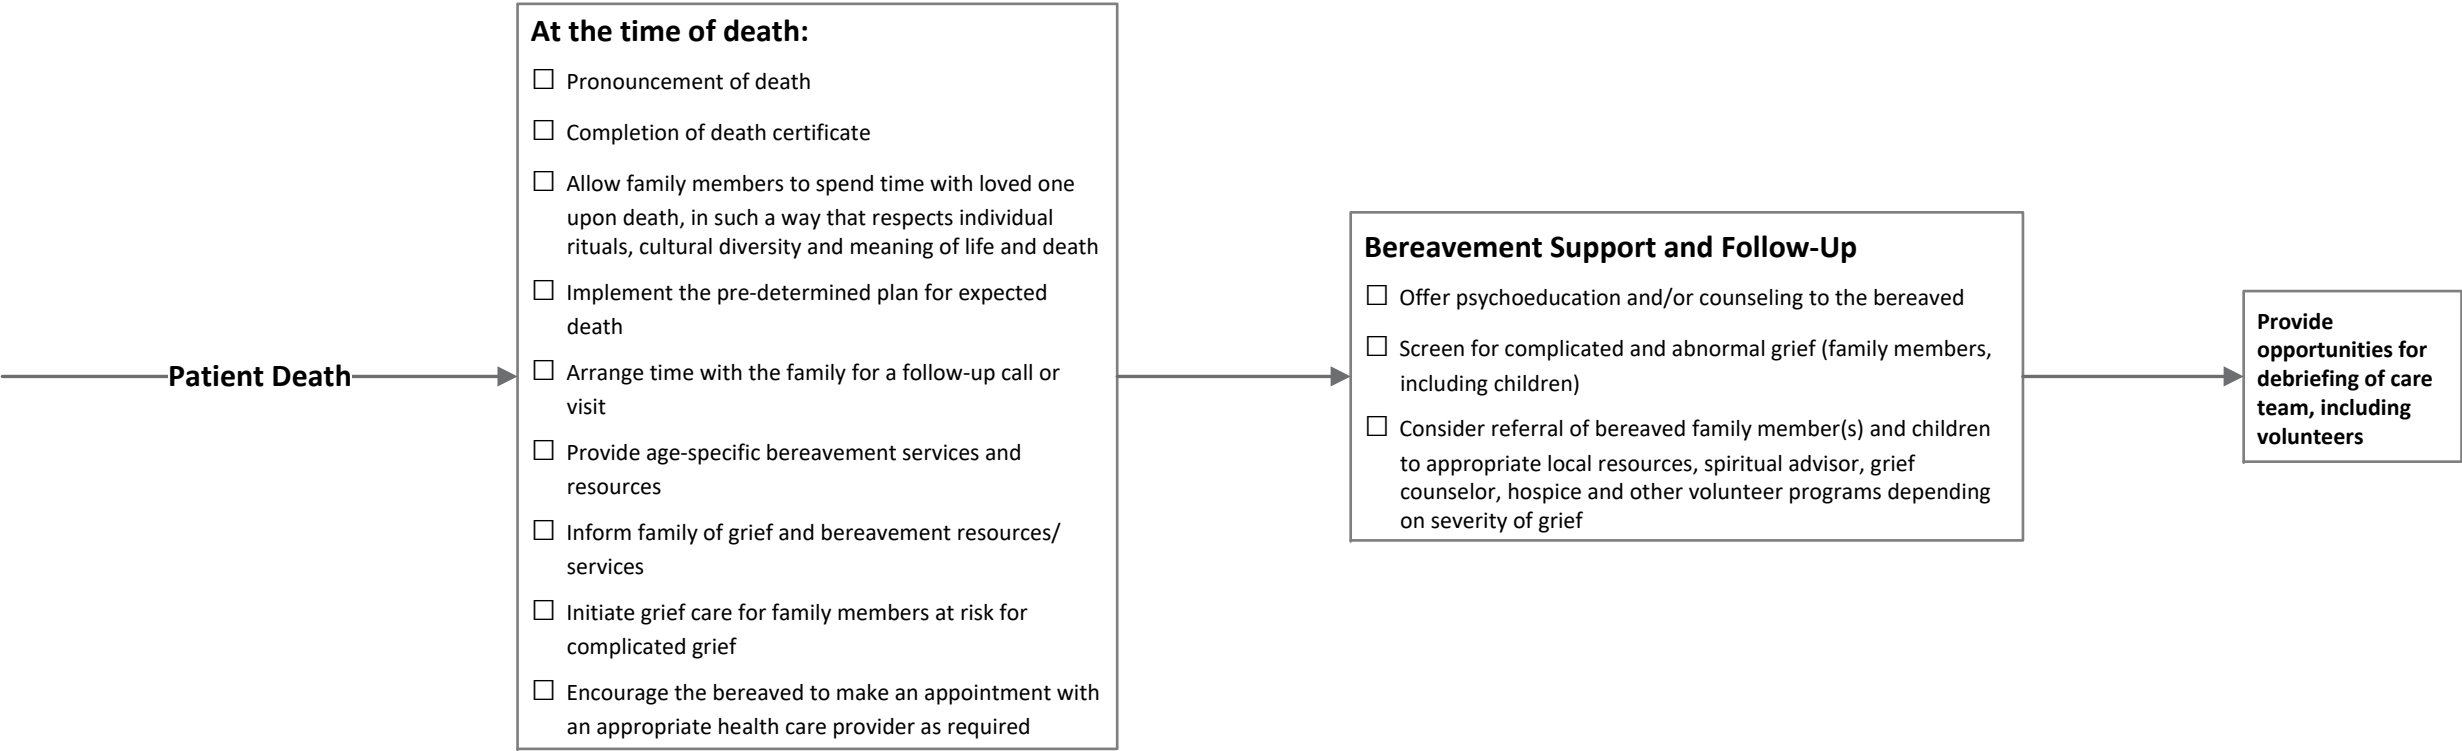 Patient Death
At the time of death:
☐ Pronouncement of death
☐ Completion of death certificate
☐ Allow family members to spend time with loved one
upon death, in such a way that respects individual
rituals, cultural diversity and meaning of life and death
☐ Implement the pre-determined plan for expected
death
☐ Arrange time with the family for a follow-up call or
visit
☐ Provide age-specific bereavement services and
resources
☐ Inform family of grief and bereavement resources/
services
☐ Initiate grief care for family members at risk for
complicated grief
☐ Encourage the bereaved to make an appointment with
an appropriate health care provider as required
Bereavement Support and Follow-Up
☐ Offer psychoeducation and/or counseling to the bereaved
☐ Screen for complicated and abnormal grief (family members,
including children)
☐ Consider referral of bereaved family member(s) and children
to appropriate local resources, spiritual advisor, grief
counselor, hospice and other volunteer programs depending
on severity of grief
Provide
opportunities for
debriefing of care
team, including
volunteers